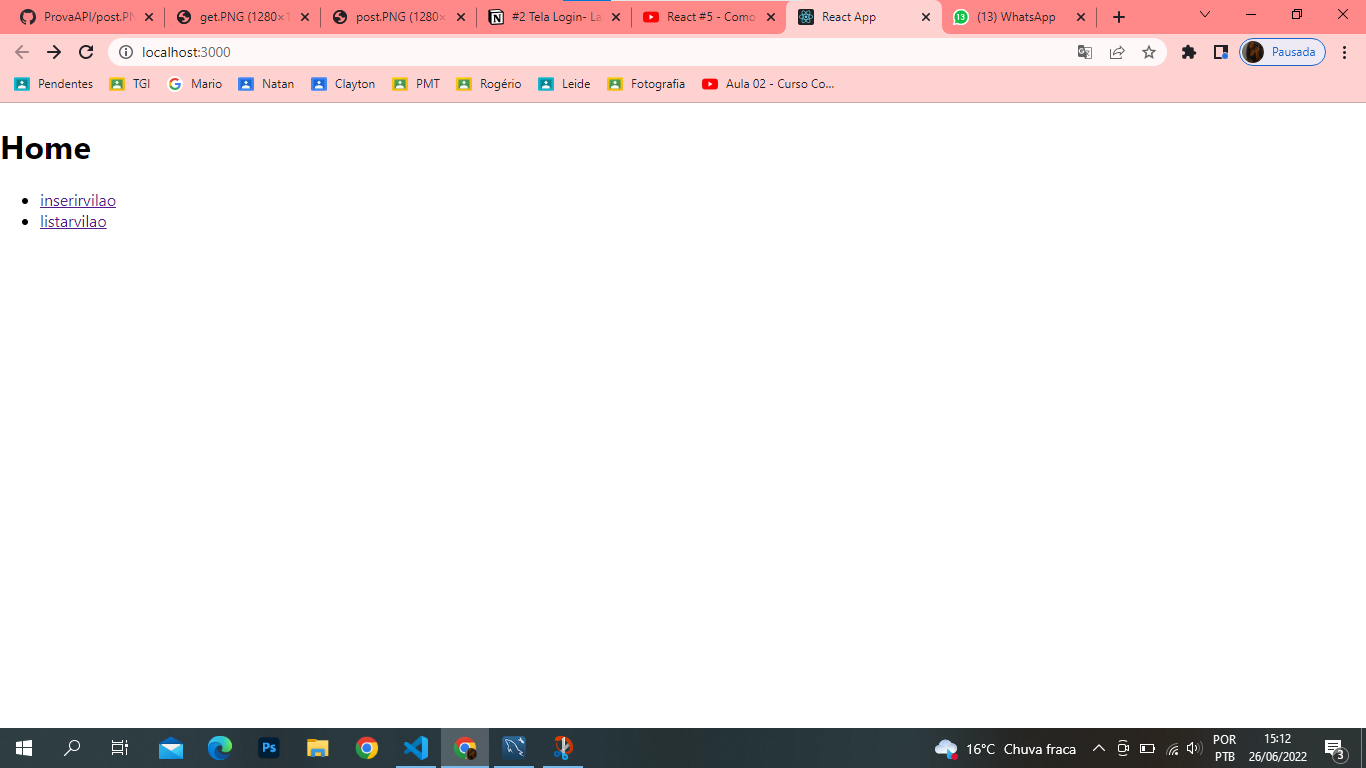 ProvaAPI/post.PN
get.PNG (1280×1
post.PNG (1280×
#2 Tela Login- La
React #5 - Como
React App
13
(13) WhatsApp
localhost:3000
Pausada
Pendentes
TGI
Mario
Natan
Clayton
PMT
Rogério
Leide
Fotografia
Aula 02 - Curso Co...
Home
inserirvilao
listarvilao
Ps
16°C Chuva fraca
POR
PTB
15:12
26/06/2022
3